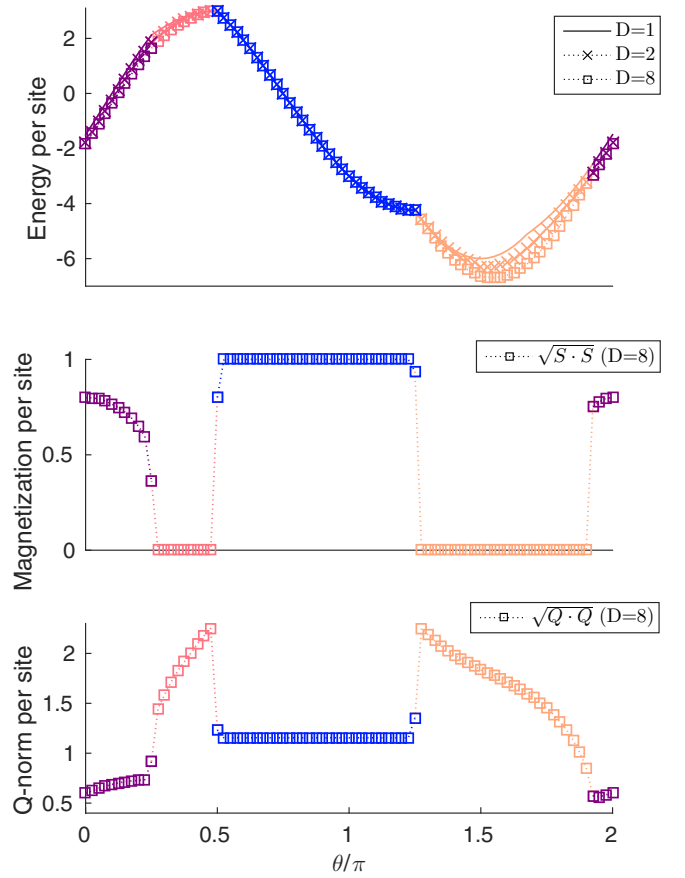 D=1
D=2
D=8
Energy per site
2
0
-2
-4
-6
√S · S (D=8)
Magnetization per site
1
0.5
0
√Q · Q (D=8)
Q-norm per site
2
1.5
1
0.5
0 0.5 1 1.5 2
θ/π